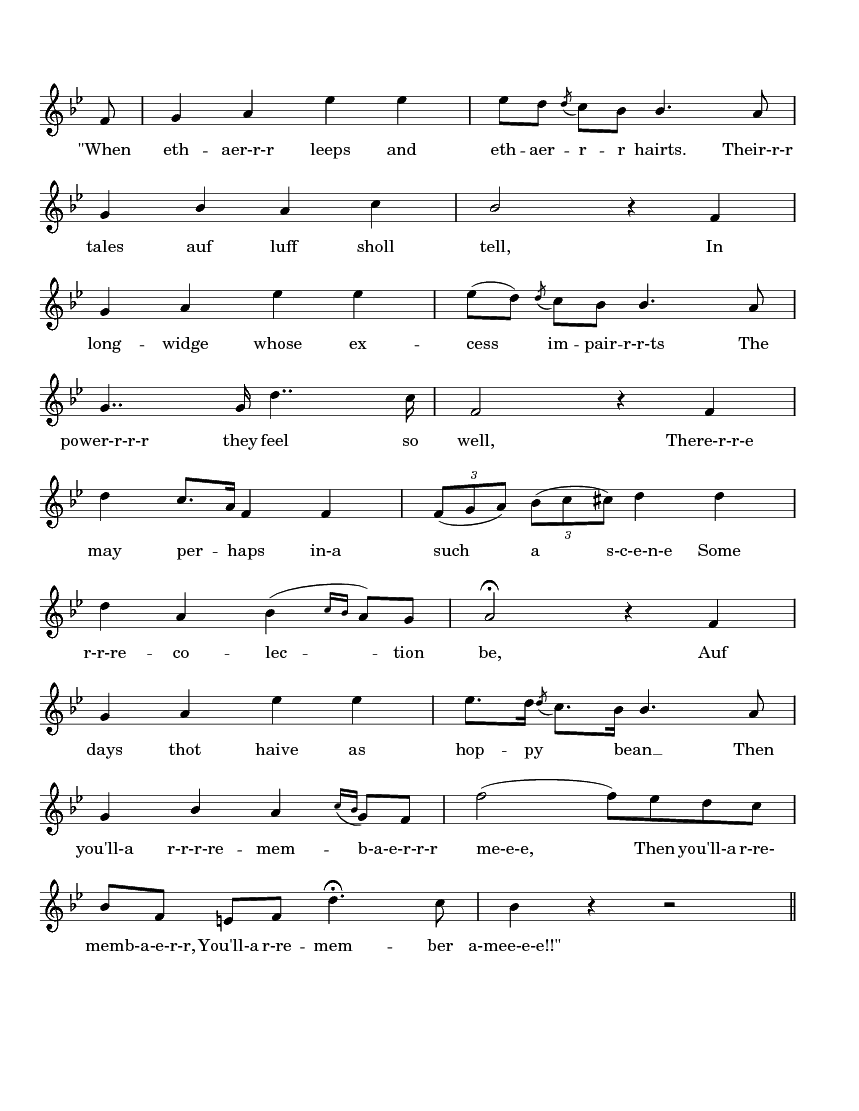 "When eth - aer-r-r leeps and eth - aer - r - r hairts. Their-r-r
tales auf luff sholl tell, In
long - widge whose ex - cess im - pair-r-r-ts The
power-r-r-r they feel so well, There-r-r-e
3
may per - haps in-a such a s-c-e-n-e Some
3
r-r-re - co - lec - tion be, Auf
days thot haive as hop - py bean __ Then
you'll-a r-r-r-re - mem - b-a-e-r-r-r me-e-e, Then you'll-a r-re-
memb-a-e-r-r, You'll-a r-re - mem - ber a-mee-e-e!!"